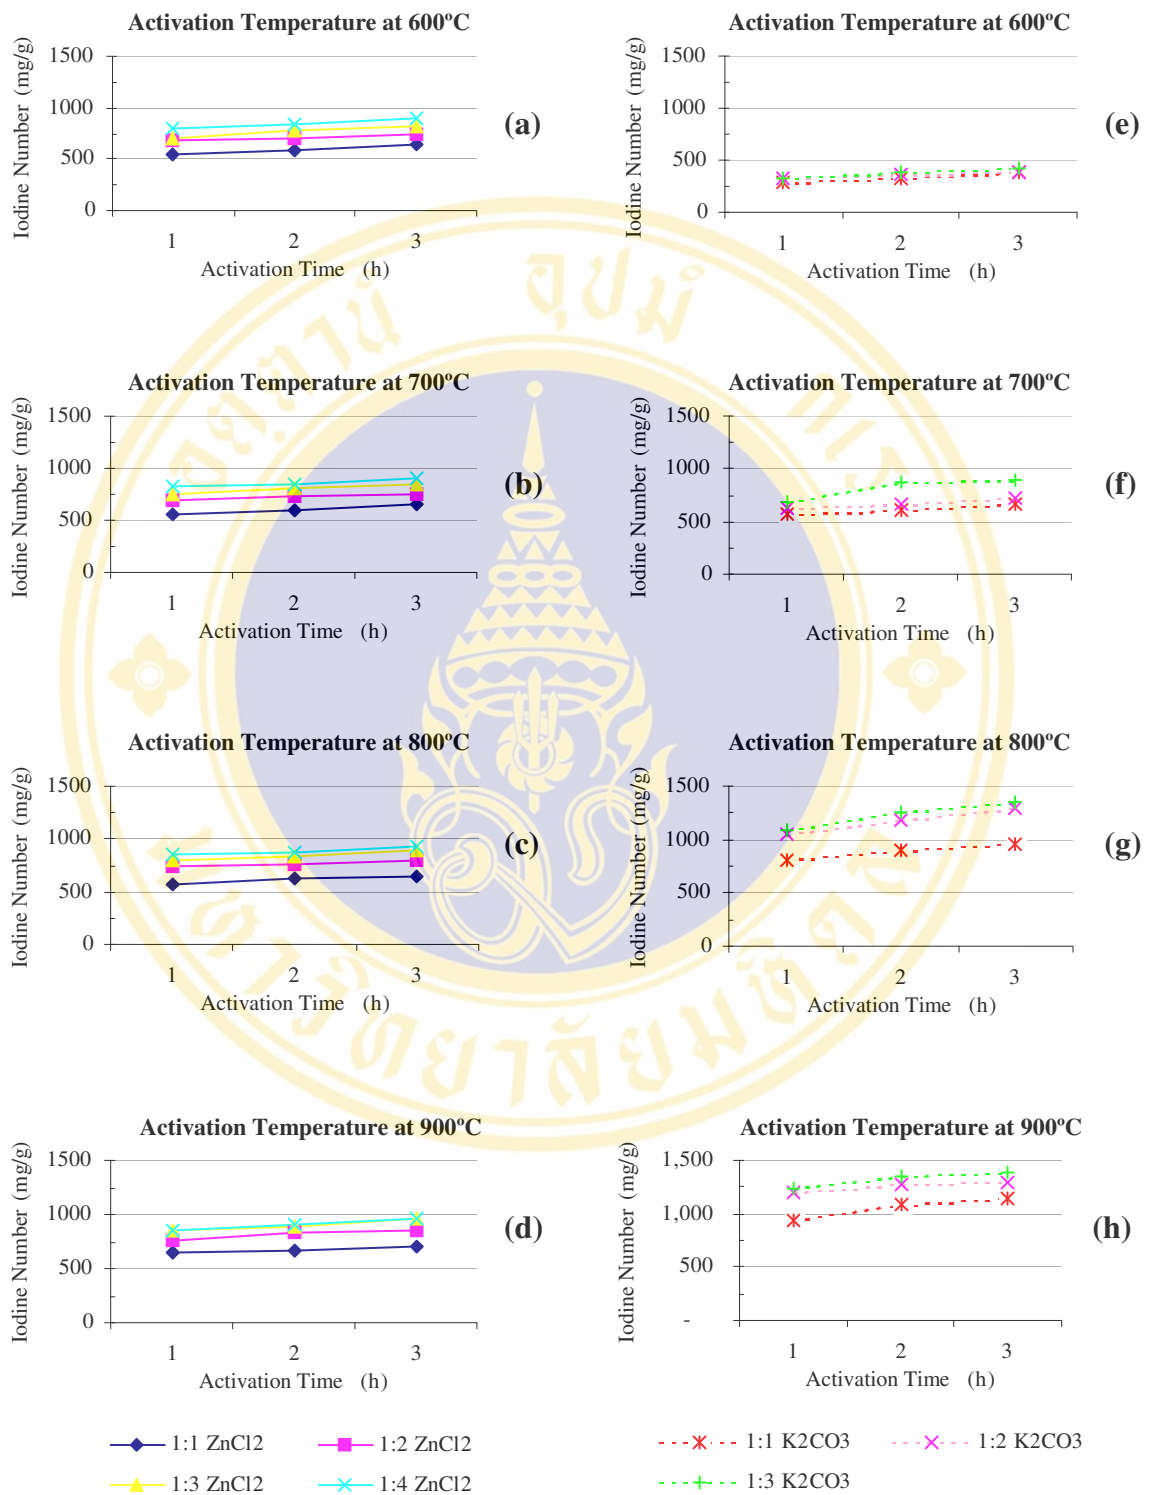 Activation Temperature at 600ºC
Iodine Number (mg/g)
1500
1000
500
0
1 2 3
Activation Time (h)
(a)
Activation Temperature at 600ºC
Iodine Number (mg/g)
1500
1000
500
0
1 2 3
Activation Time (h)
(e)
Activation Temperature at 700ºC
Iodine Number (mg/g)
1500
1000
500
0
1 2 3
Activation Time (h)
(b)
Activation Temperature at 700ºC
Iodine Number (mg/g)
1500
1000
500
0
1 2 3
Activation Time (h)
(f)
Activation Temperature at 800ºC
Iodine Number (mg/g)
1500
1000
500
0
1 2 3
Activation Time (h)
(c)
Activation Temperature at 800ºC
Iodine Number (mg/g)
1500
1000
500
0
1 2 3
Activation Time (h)
(g)
Activation Temperature at 900ºC
Iodine Number (mg/g)
1500
1000
500
0
1 2 3
Activation Time (h)
(d)
Activation Temperature at 900ºC
Iodine Number (mg/g)
1,500
1,000
500
-
1 2 3
Activation Time (h)
(h)
1:1 ZnCl2 1:2 ZnCl2
1:3 ZnCl2 1:4 ZnCl2
1:1 K2CO3 1:2 K2CO3
1:3 K2CO3